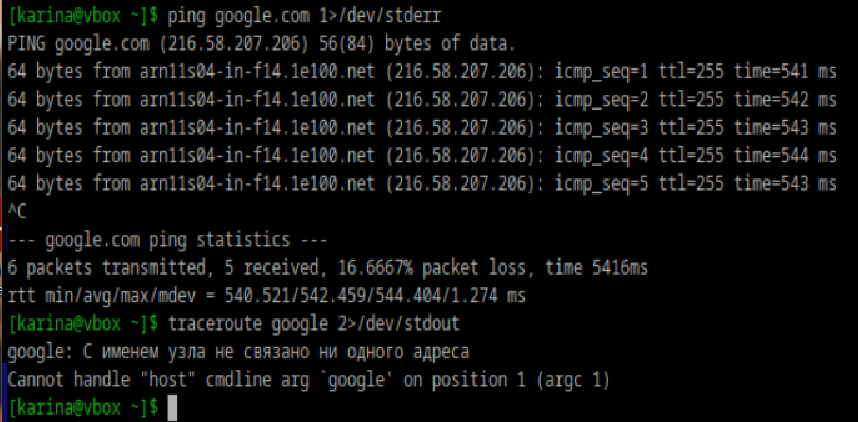 [karina@vbox ~]$ ping google.com 1>/dev/stderr
PING google.com (216.58.207.206) 56(84) bytes of data.
64 bytes from arn11s04-in-f14.1e100.net (216.58.207.206): icmp_seq=1 ttl=255 time=541 ms
64 bytes from arn11s04-in-f14.1e100.net (216.58.207.206): icmp_seq=2 ttl=255 time=542 ms
64 bytes from arn11s04-in-f14.1e100.net (216.58.207.206): icmp_seq=3 ttl=255 time=543 ms
64 bytes from arn11s04-in-f14.1e100.net (216.58.207.206): icmp_seq=4 ttl=255 time=544 ms
64 bytes from arn11s04-in-f14.1e100.net (216.58.207.206): icmp_seq=5 ttl=255 time=543 ms
^C
--- google.com ping statistics ---
6 packets transmitted, 5 received, 16.6667% packet loss, time 5416ms
rtt min/avg/max/mdev = 540.521/542.459/544.404/1.274 ms
[karina@vbox ~]$ traceroute google 2>/dev/stdout
google: С именем узла не связано ни одного адреса
Cannot handle "host" cmdline arg `google' on position 1 (argc 1)
[karina@vbox ~]$